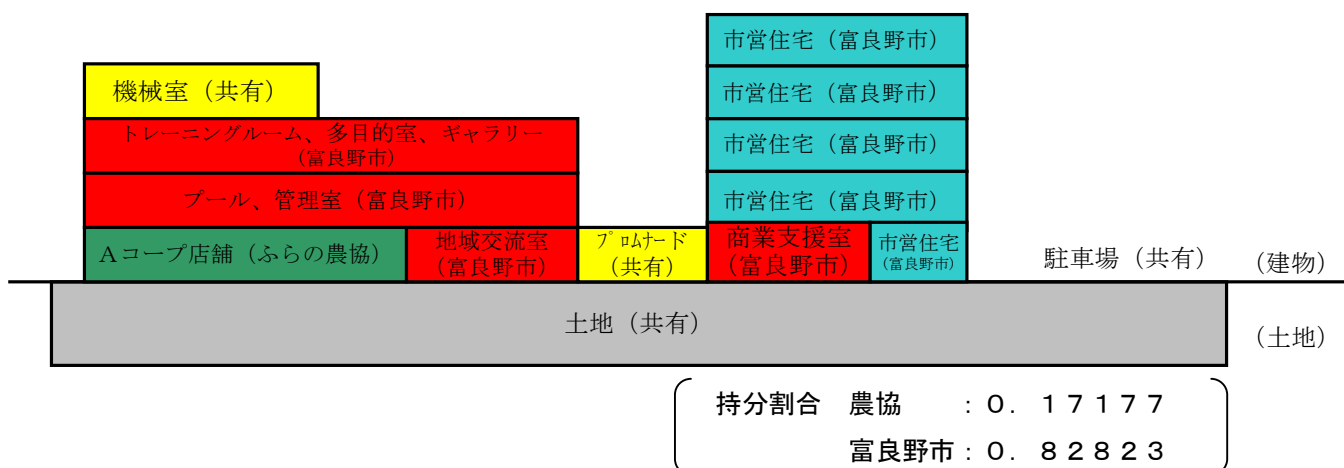 市営住宅（富良野市）
機械室（共有）
市営住宅（富良野市）
トレーニングルーム、多目的室、ギャラリー
（富良野市）
市営住宅（富良野市）
プール、管理室（富良野市）
市営住宅（富良野市）
Ａコープ店舗（ふらの農協）
地域交流室
（富良野市）
プロムナード
（共有）
商業支援室
（富良野市）
市営住宅
（富良野市）
駐車場（共有）
（建物）
土地（共有）
（土地）
持分割合　農協　　：０．１７１７７
富良野市：０．８２８２３